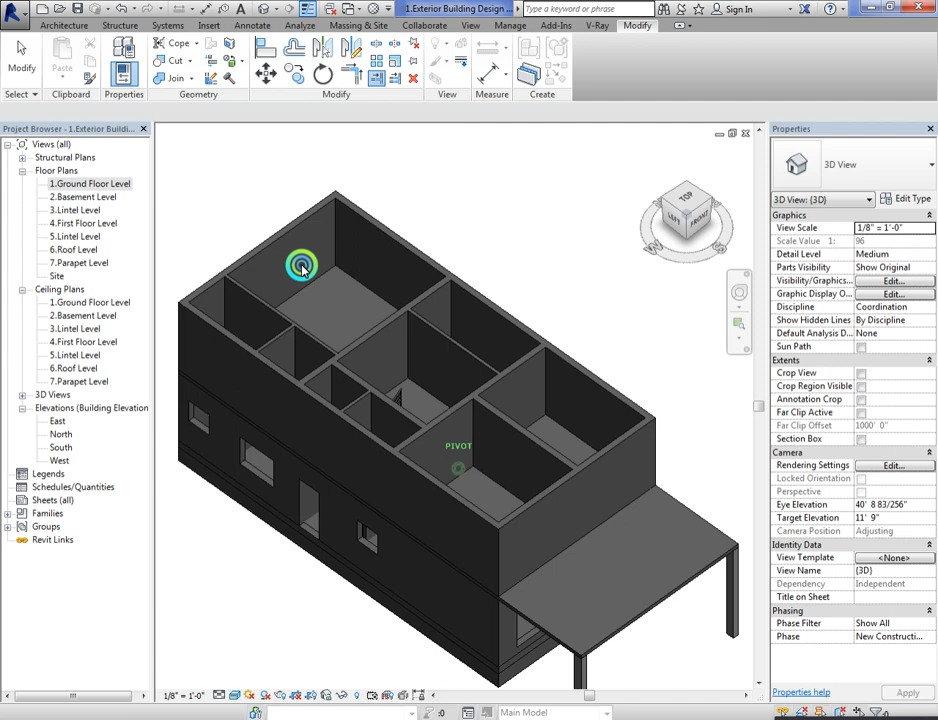 1.Exterior Building Design ...
Type a keyword or phrase
Sign In
Architecture Structure Systems Insert Annotate Analyze Massing & Site Collaborate View Manage Add-Ins V-Ray Modify
Modify
Paste
Cope
Cut
Join
Select Clipboard Properties Geometry Modify View Measure Create
Project Browser - 1.Exterior Buildi...
Views (all)
Structural Plans
Floor Plans
1.Ground Floor Level
2.Basement Level
3.Lintel Level
4.First Floor Level
5.Lintel Level
6.Roof Level
7.Parapet Level
Site
Ceiling Plans
1.Ground Floor Level
2.Basement Level
3.Lintel Level
4.First Floor Level
5.Lintel Level
6.Roof Level
7.Parapet Level
3D Views
Elevations (Building Elevation
East
North
South
West
Legends
Schedules/Quantities
Sheets (all)
Families
Groups
Revit Links
TOP
LEFT
FRONT
W
S
PIVOT
Properties
3D View
3D View: {3D} Edit Type
Graphics
View Scale 1/8" = 1'-0"
Scale Value 1: 96
Detail Level Medium
Parts Visibility Show Original
Visibility/Graphics... Edit...
Graphic Display O... Edit...
Discipline Coordination
Show Hidden Lines By Discipline
Default Analysis D... None
Sun Path
Extents
Crop View
Crop Region Visible
Annotation Crop
Far Clip Active
Far Clip Offset 1000' 0"
Section Box
Camera
Rendering Settings Edit...
Locked Orientation
Perspective
Eye Elevation 40' 8 83/256"
Target Elevation 11' 9"
Camera Position Adjusting
Identity Data
View Template <None>
View Name {3D}
Dependency Independent
Title on Sheet
Phasing
Phase Filter Show All
Phase New Constructi...
Properties help Apply
1/8" = 1'-0"
:0 Main Model